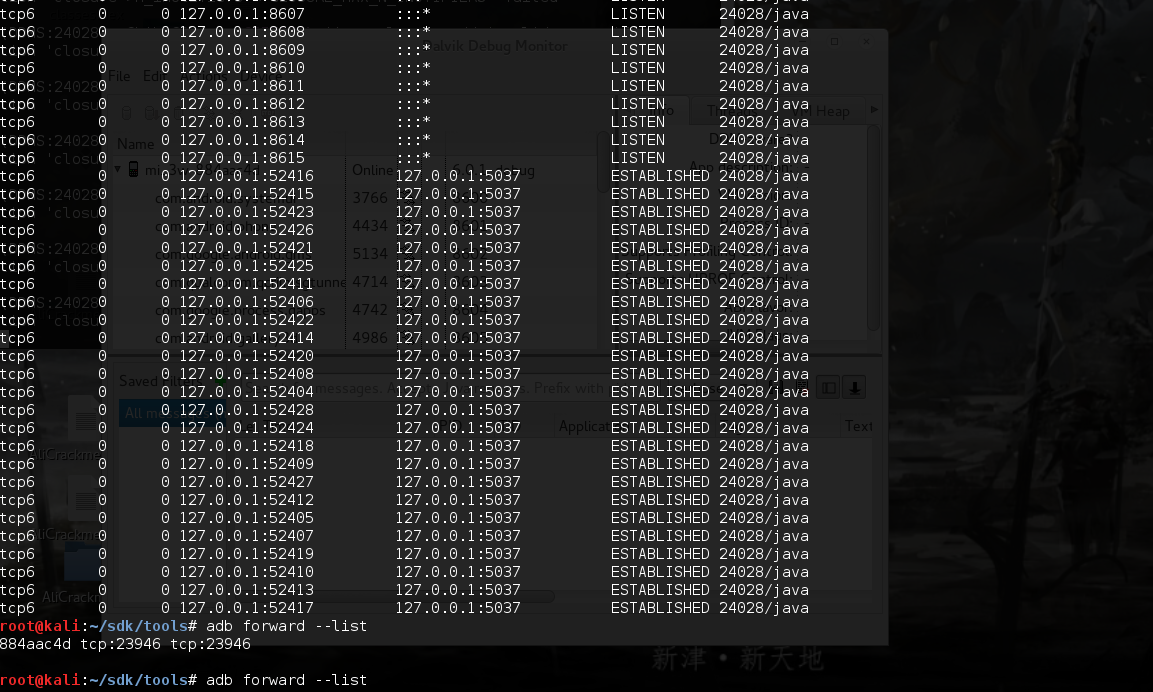 tcp6 0 0 127.0.0.1:8607 :::* LISTEN 24028/java
tcp6 0 0 127.0.0.1:8608 :::* LISTEN 24028/java
tcp6 0 0 127.0.0.1:8609 :::* LISTEN 24028/java
Dalvik Debug Monitor
tcp6 0 0 127.0.0.1:8610 :::* LISTEN 24028/java
File
tcp6 0 0 127.0.0.1:8611 :::* LISTEN 24028/java
tcp6 0 0 127.0.0.1:8612 :::* LISTEN 24028/java
Heap
tcp6 0 0 127.0.0.1:8613 :::* LISTEN 24028/java
tcp6 0 0 127.0.0.1:8614 :::* LISTEN 24028/java
Name
tcp6 0 0 127.0.0.1:8615 :::* LISTEN 24028/java
Online
tcp6 0 0 127.0.0.1:52416 127.0.0.1:5037 ESTABLISHED 24028/java
tcp6 0 0 127.0.0.1:52415 127.0.0.1:5037 ESTABLISHED 24028/java
3766
tcp6 0 0 127.0.0.1:52423 127.0.0.1:5037 ESTABLISHED 24028/java
4434
tcp6 0 0 127.0.0.1:52426 127.0.0.1:5037 ESTABLISHED 24028/java
tcp6 0 0 127.0.0.1:52421 127.0.0.1:5037 ESTABLISHED 24028/java
5134
tcp6 0 0 127.0.0.1:52425 127.0.0.1:5037 ESTABLISHED 24028/java
4714
tcp6 0 0 127.0.0.1:52411 127.0.0.1:5037 ESTABLISHED 24028/java
tcp6 0 0 127.0.0.1:52406 127.0.0.1:5037 ESTABLISHED 24028/java
4742
tcp6 0 0 127.0.0.1:52422 127.0.0.1:5037 ESTABLISHED 24028/java
tcp6 0 0 127.0.0.1:52414 127.0.0.1:5037 ESTABLISHED 24028/java
4986
tcp6 0 0 127.0.0.1:52420 127.0.0.1:5037 ESTABLISHED 24028/java
tcp6 0 0 127.0.0.1:52408 127.0.0.1:5037 ESTABLISHED 24028/java
Saved Filters
messages.
Prefix with
tcp6 0 0 127.0.0.1:52404 127.0.0.1:5037 ESTABLISHED 24028/java
tcp6 0 0 127.0.0.1:52428 127.0.0.1:5037 ESTABLISHED 24028/java
All messages
Text
tcp6 0 0 127.0.0.1:52424 127.0.0.1:5037 ESTABLISHED 24028/java
tcp6 0 0 127.0.0.1:52418 127.0.0.1:5037 ESTABLISHED 24028/java
tcp6 0 0 127.0.0.1:52409 127.0.0.1:5037 ESTABLISHED 24028/java
tcp6 0 0 127.0.0.1:52427 127.0.0.1:5037 ESTABLISHED 24028/java
tcp6 0 0 127.0.0.1:52412 127.0.0.1:5037 ESTABLISHED 24028/java
tcp6 0 0 127.0.0.1:52405 127.0.0.1:5037 ESTABLISHED 24028/java
tcp6 0 0 127.0.0.1:52407 127.0.0.1:5037 ESTABLISHED 24028/java
tcp6 0 0 127.0.0.1:52419 127.0.0.1:5037 ESTABLISHED 24028/java
tcp6 0 0 127.0.0.1:52410 127.0.0.1:5037 ESTABLISHED 24028/java
tcp6 0 0 127.0.0.1:52413 127.0.0.1:5037 ESTABLISHED 24028/java
tcp6 0 0 127.0.0.1:52417 127.0.0.1:5037 ESTABLISHED 24028/java
root@kali:~/sdk/tools# adb forward --list
884aac4d tcp:23946 tcp:23946
新津·新天地
root@kali:~/sdk/tools# adb forward --list